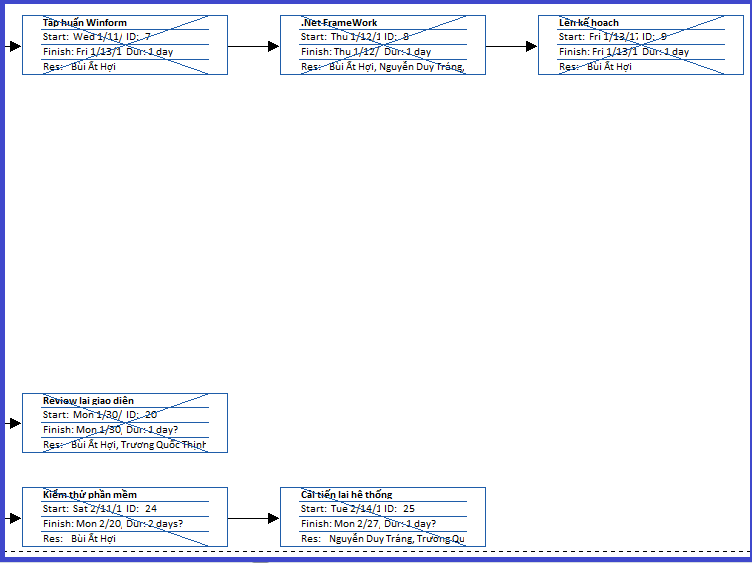 Tập huấn Winform
Start: Wed 1/11/ ID: 7
Finish: Fri 1/13/1 Dur: 1 day
Res: Bùi Ất Hợi
.Net FrameWork
Start: Thu 1/12/1 ID: 8
Finish: Thu 1/12/ Dur: 1 day
Res: Bùi Ất Hợi, Nguyễn Duy Tráng,
Lên kế hoạch
Start: Fri 1/13/17 ID: 9
Finish: Fri 1/13/1 Dur: 1 day
Res: Bùi Ất Hợi
Review lại giao diện
Start: Mon 1/30/ ID: 20
Finish: Mon 1/30, Dur: 1 day?
Res: Bùi Ất Hợi, Trương Quốc Thịnh
Kiểm thử phần mềm
Start: Sat 2/11/1 ID: 24
Finish: Mon 2/20, Dur: 2 days?
Res: Bùi Ất Hợi
Cải tiến lại hệ thống
Start: Tue 2/14/1 ID: 25
Finish: Mon 2/27, Dur: 1 day?
Res: Nguyễn Duy Tráng, Trương Qu